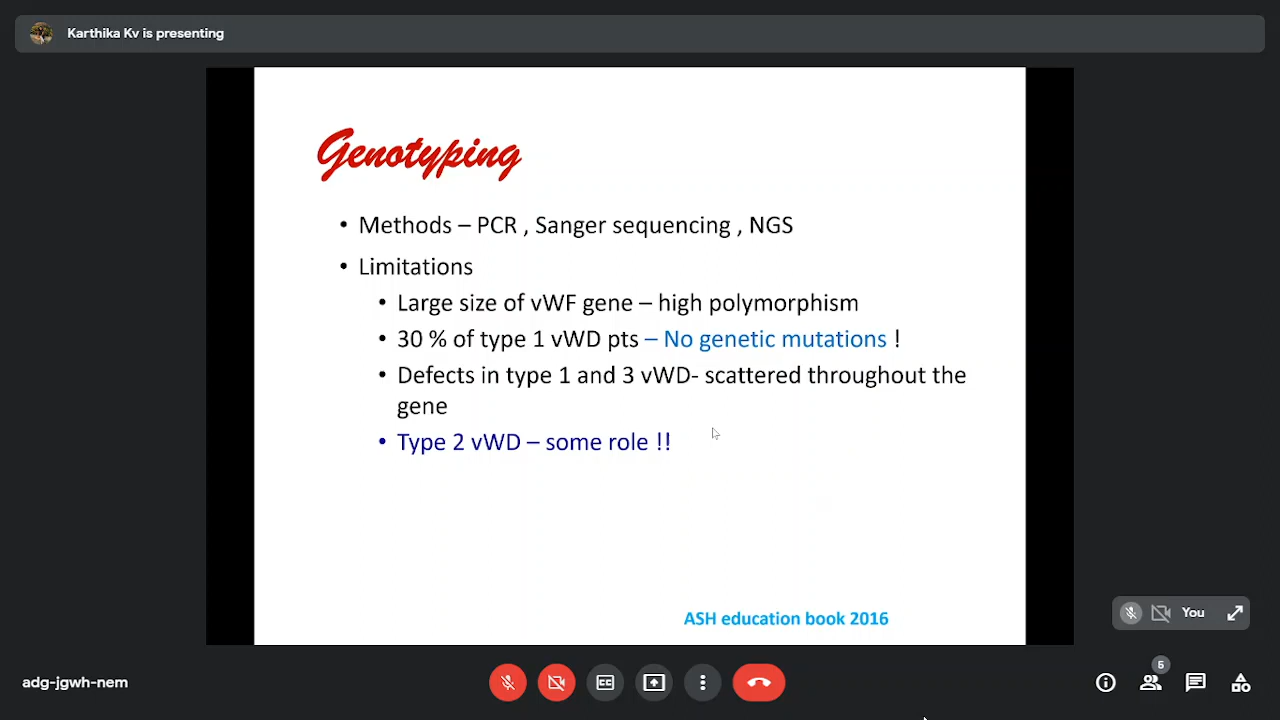 Karthika Kv is presenting
Genotyping
• Methods – PCR , Sanger sequencing , NGS
• Limitations
• Large size of vWF gene – high polymorphism
• 30 % of type 1 vWD pts – No genetic mutations !
• Defects in type 1 and 3 vWD- scattered throughout the
gene
• Type 2 vWD – some role !!
ASH education book 2016
You
adg-jgwh-nem
CC
5